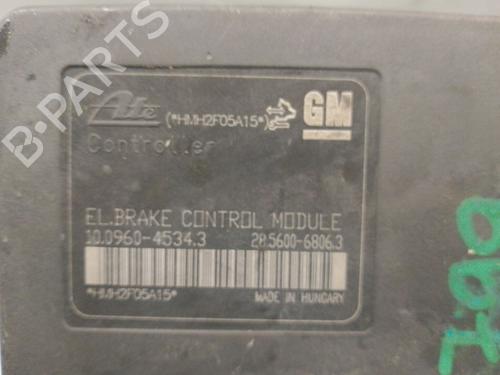 Ate (*HMH2F05A15*) GM
Controller
EL.BRAKE CONTROL MODULE
10.0960-4534.3 28.5600-6806.3
*HMH2F05A15*
MADE IN HUNGARY
B-PARTS